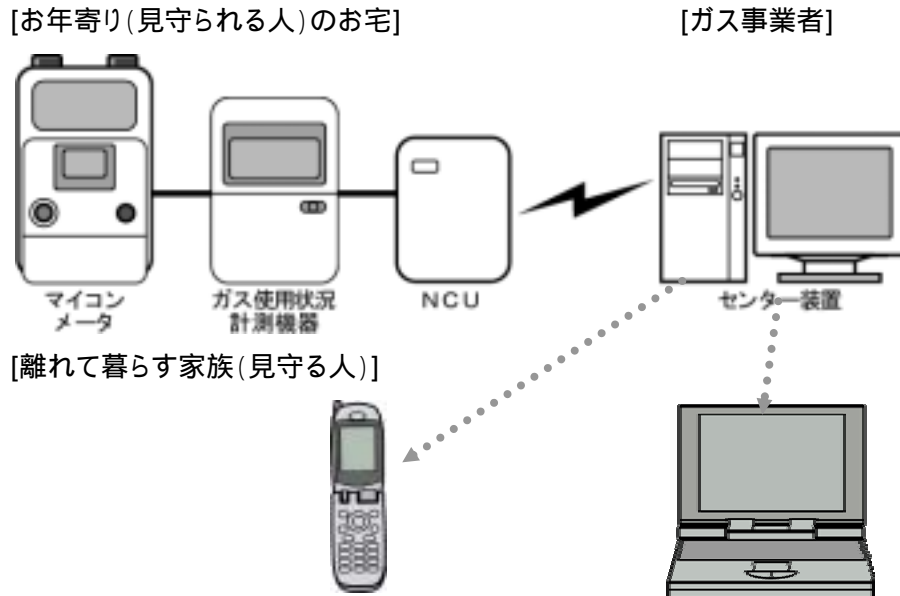 [お年寄り(見守られる人)のお宅]
[ガス事業者]
マイコン
メータ
ガス使用状況
計測機器
NCU
センター装置
[離れて暮らす家族(見守る人)]